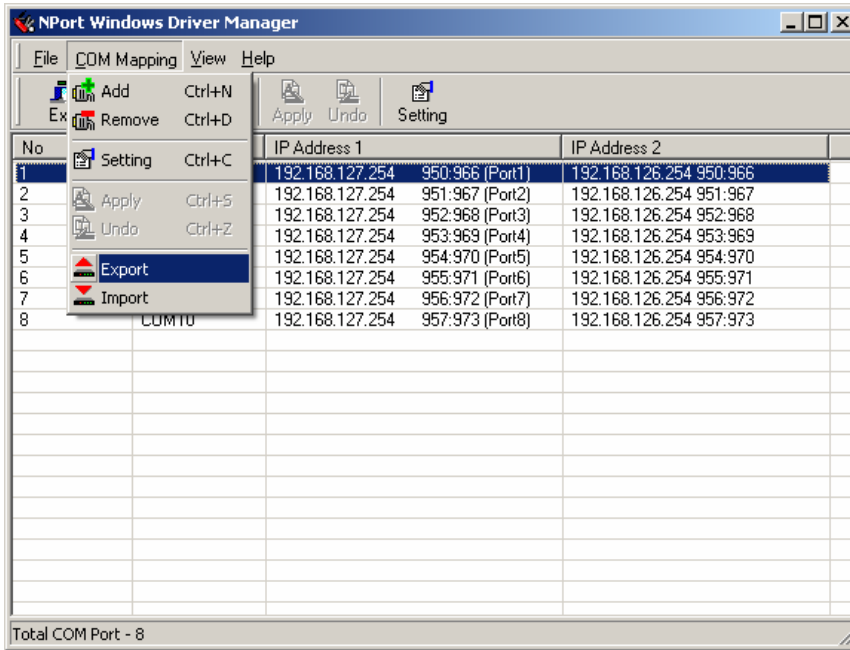 NPort Windows Driver Manager
File COM Mapping View Help
Add Ctrl+N
Remove Ctrl+D
Setting Ctrl+C
Apply Ctrl+S
Undo Ctrl+Z
Export
Import
Ex Apply Undo Setting
No IP Address 1 IP Address 2
1 192.168.127.254 950:966 (Port1) 192.168.126.254 950:966
2 192.168.127.254 951:967 (Port2) 192.168.126.254 951:967
3 192.168.127.254 952:968 (Port3) 192.168.126.254 952:968
4 192.168.127.254 953:969 (Port4) 192.168.126.254 953:969
5 192.168.127.254 954:970 (Port5) 192.168.126.254 954:970
6 192.168.127.254 955:971 (Port6) 192.168.126.254 955:971
7 192.168.127.254 956:972 (Port7) 192.168.126.254 956:972
8 COM10 192.168.127.254 957:973 (Port8) 192.168.126.254 957:973
Total COM Port - 8